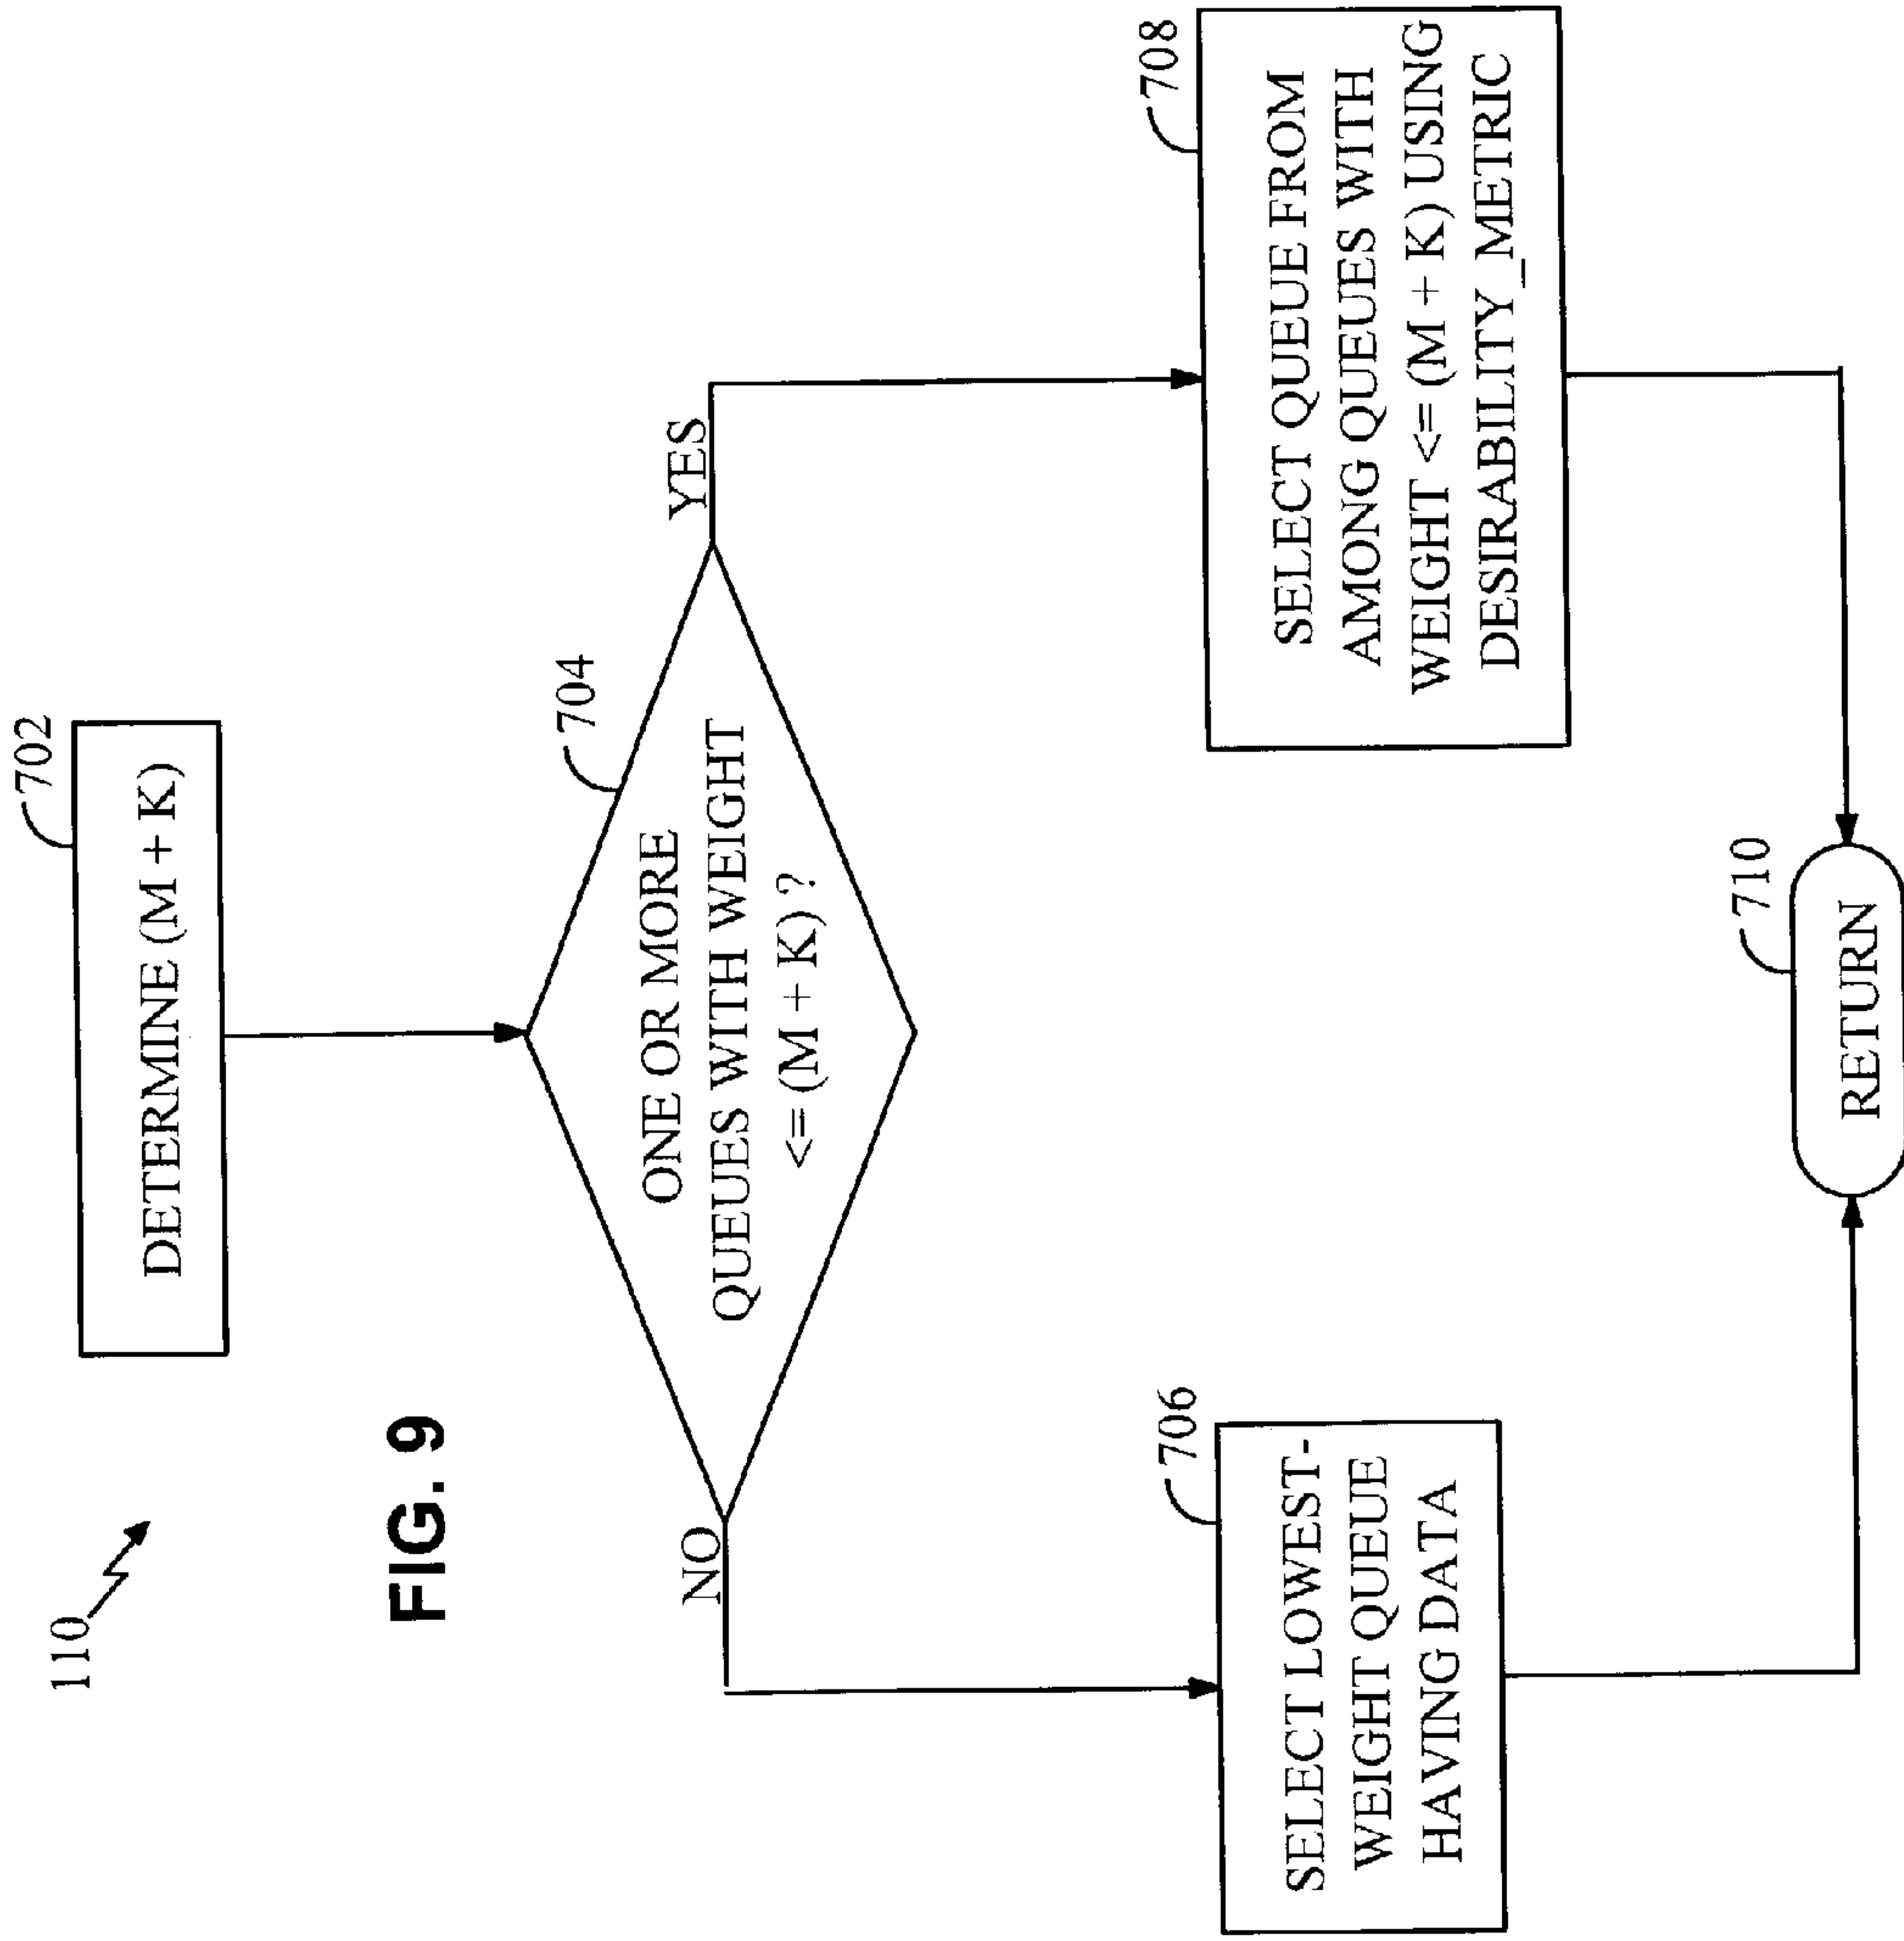 110
FIG. 9
702
DETERMINE (M + K)
704
ONE OR MORE
QUEUES WITH WEIGHT
<= (M + K) ?
NO
YES
706
SELECT LOWEST-
WEIGHT QUEUE
HAVING DATA
708
SELECT QUEUE FROM
AMONG QUEUES WITH
WEIGHT <= (M + K) USING
DESIRABILITY_METRIC
710
RETURN